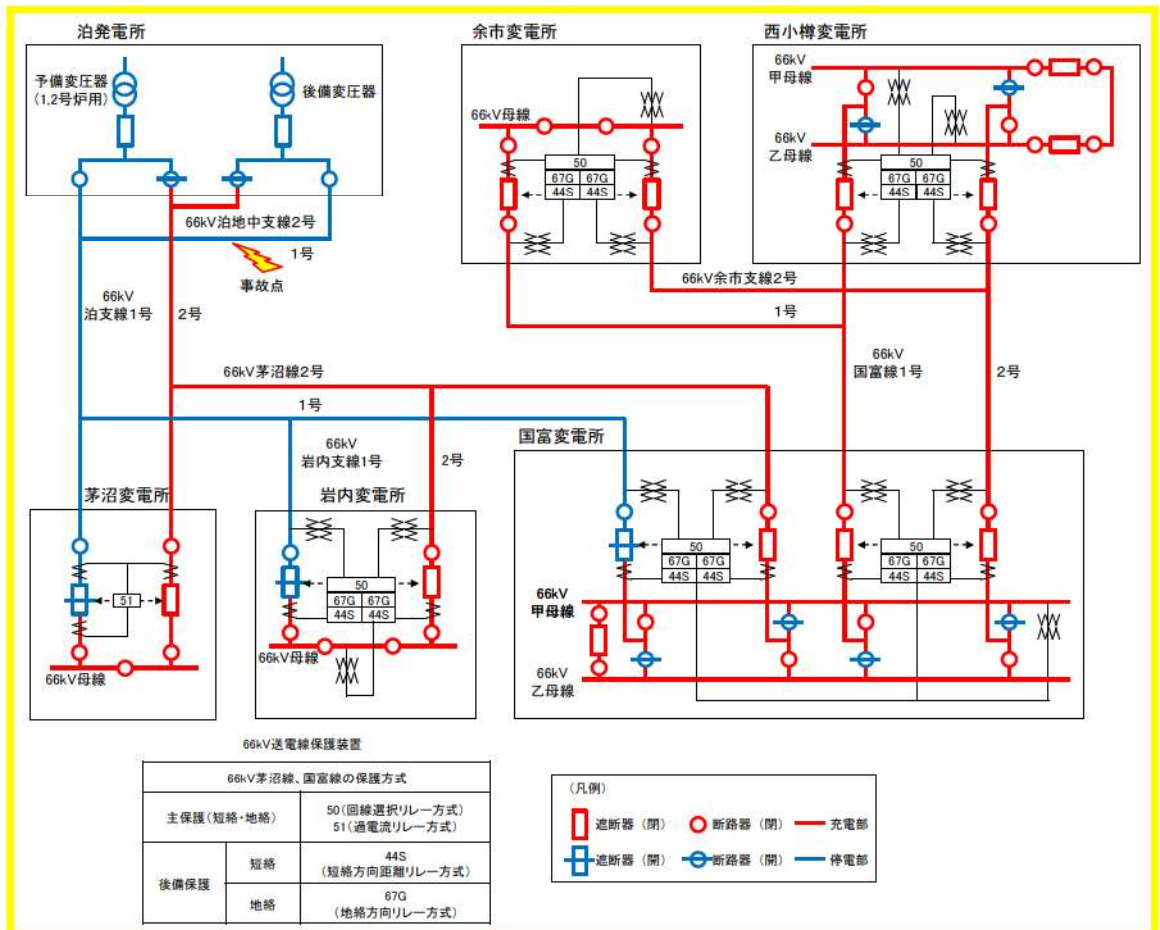 泊発電所
予備変圧器
(1,2号炉用)
後備変圧器
66kV泊地中支線2号
1号
事故点
66kV
泊支線1号
2号
余市変電所
66kV母線
50
67G 67G
44S 44S
西小樽変電所
66kV
甲母線
66kV
乙母線
50
67G 67G
44S 44S
66kV余市支線2号
1号
66kV
国富線1号
2号
66kV茅沼線2号
1号
66kV
岩内支線1号
2号
茅沼変電所
51
66kV母線
岩内変電所
50
67G 67G
44S 44S
66kV母線
国富変電所
50
67G 67G
44S 44S
50
67G 67G
44S 44S
66kV
甲母線
66kV
乙母線
66kV送電線保護装置
66kV茅沼線、国富線の保護方式
主保護(短絡・地絡)
50(回線選択リレー方式)
51(過電流リレー方式)
後備保護
短絡
44S
(短絡方向距離リレー方式)
地絡
67G
(地絡方向リレー方式)
(凡例)
遮断器(閉) 断路器(閉) 充電部
遮断器(開) 断路器(開) 停電部